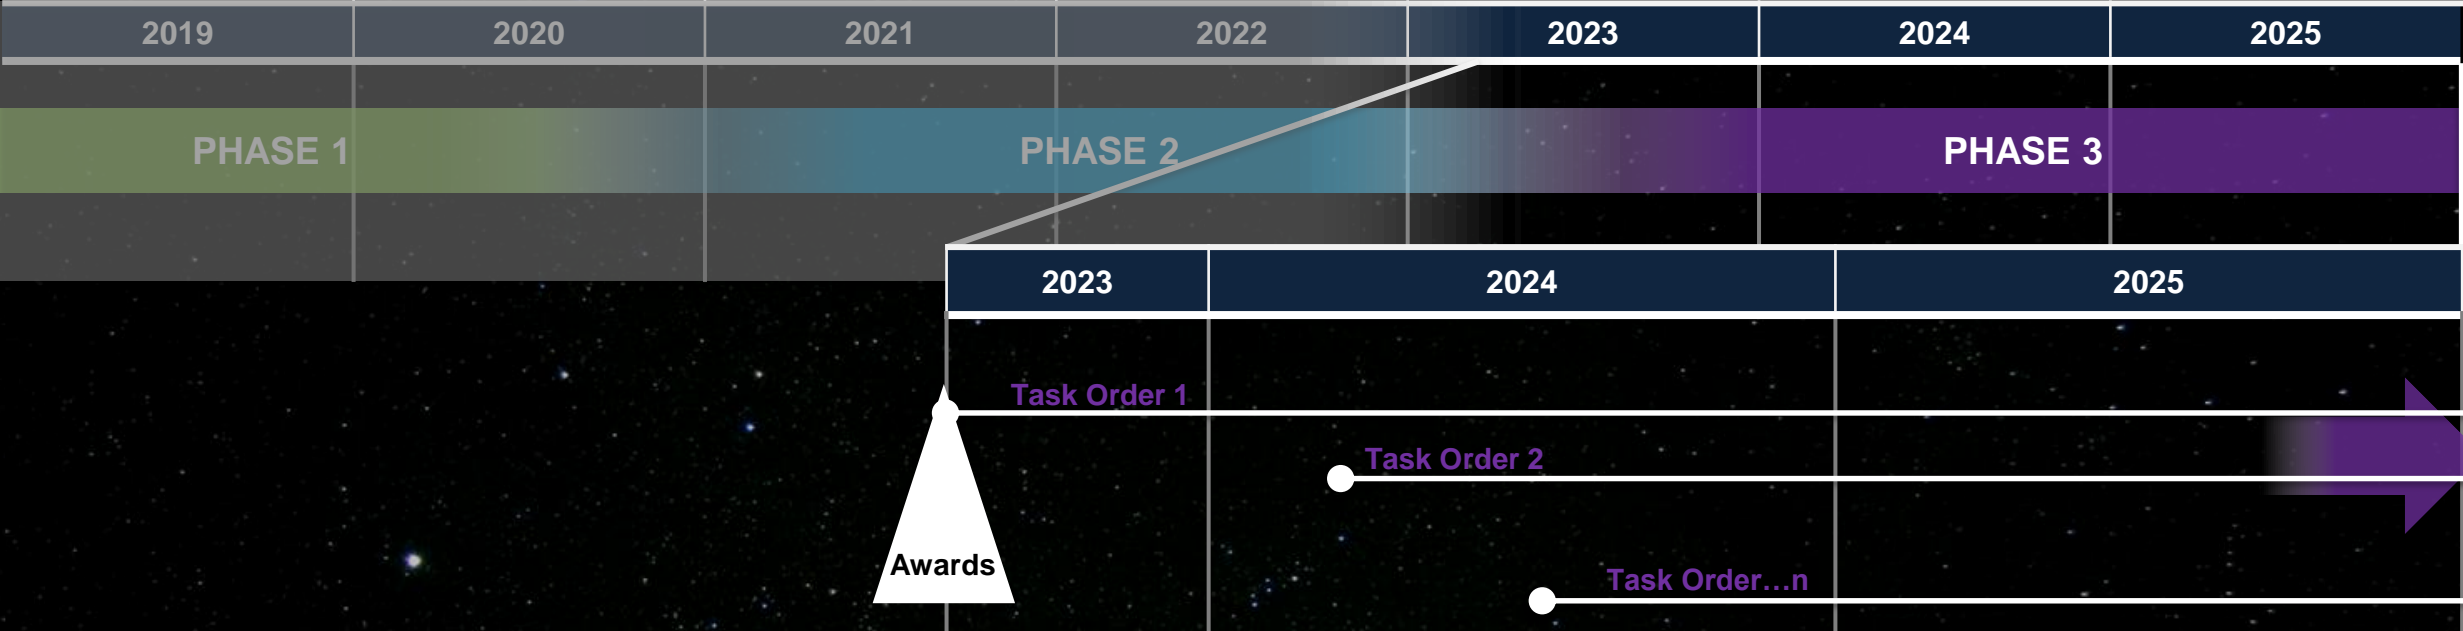 2019 2020 2021 2022 2023 2024 2025
PHASE 1 PHASE 2 PHASE 3
2023 2024 2025
Task Order 1
Task Order 2
Awards
Task Order...n